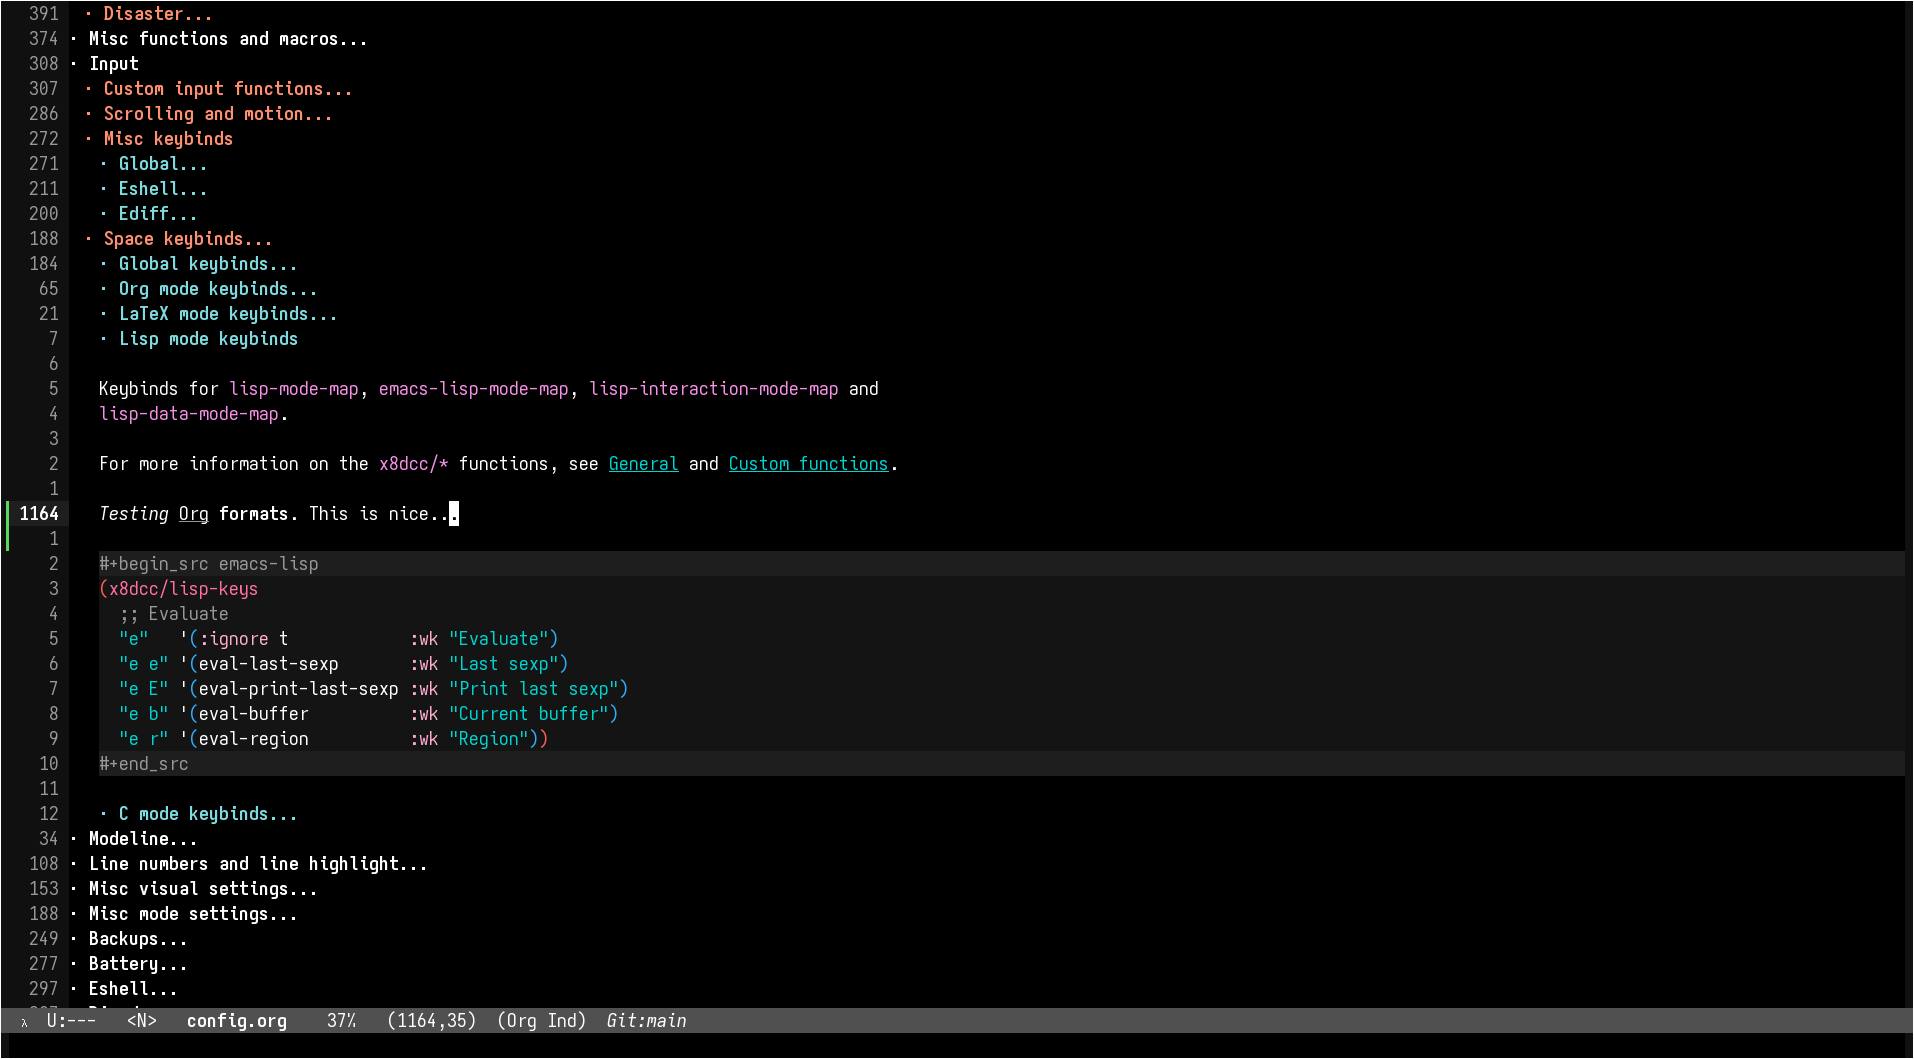 391 · Disaster...
374 · Misc functions and macros...
308 · Input
307 · Custom input functions...
286 · Scrolling and motion...
272 · Misc keybinds
271 · Global...
211 · Eshell...
200 · Ediff...
188 · Space keybinds...
184 · Global keybinds...
65 · Org mode keybinds...
21 · LaTeX mode keybinds...
7 · Lisp mode keybinds
6
5 Keybinds for lisp-mode-map, emacs-lisp-mode-map, lisp-interaction-mode-map and
4 lisp-data-mode-map.
3
2 For more information on the x8dcc/* functions, see General and Custom functions.
1
1164 Testing Org formats. This is nice...
1
2 #+begin_src emacs-lisp
3 (x8dcc/lisp-keys
4 ;; Evaluate
5 "e" '(:ignore t :wk "Evaluate")
6 "e e" '(eval-last-sexp :wk "Last sexp")
7 "e E" '(eval-print-last-sexp :wk "Print last sexp")
8 "e b" '(eval-buffer :wk "Current buffer")
9 "e r" '(eval-region :wk "Region"))
10 #+end_src
11
12 · C mode keybinds...
34 · Modeline...
108 · Line numbers and line highlight...
153 · Misc visual settings...
188 · Misc mode settings...
249 · Backups...
277 · Battery...
297 · Eshell...
λ U:--- <N> config.org 37% (1164,35) (Org Ind) Git:main